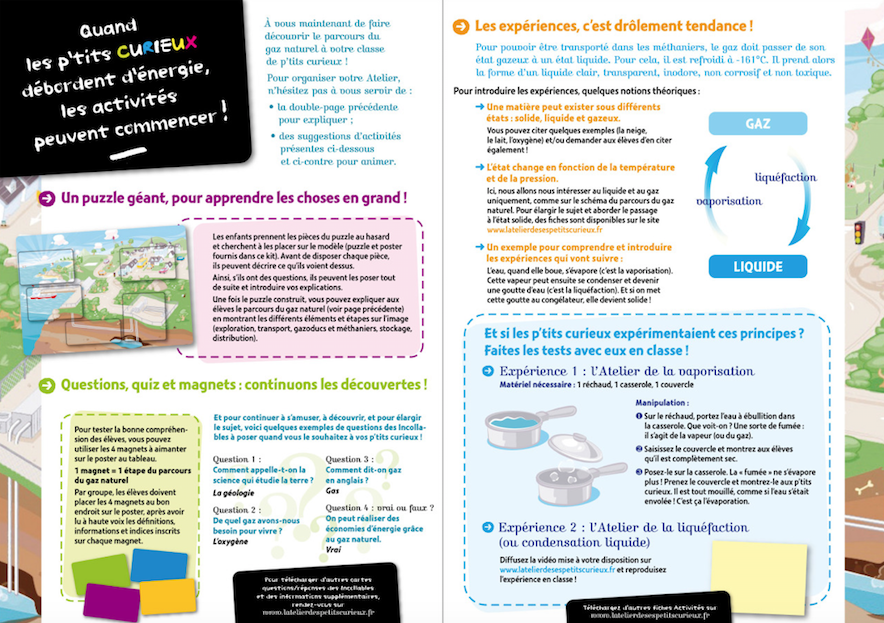 Quand
les p'tits CURIEUX
débordent d'énergie,
les activités
peuvent commencer !
À vous maintenant de faire
découvrir le parcours du
gaz naturel à votre classe
de p'tits curieux !
Pour organiser votre Atelier,
n'hésitez pas à vous servir de :
• la double-page précédente
pour expliquer ;
• des suggestions d'activités
présentes ci-dessous
et ci-contre pour animer.
Un puzzle géant, pour apprendre les choses en grand !
Les enfants prennent les pièces du puzzle au hasard
et cherchent à les placer sur le modèle (puzzle et poster
fournis dans ce kit). Avant de disposer chaque pièce,
ils peuvent décrire ce qu'ils voient dessus.
Ainsi, s'ils ont des questions, ils peuvent les poser tout
de suite et introduire vos explications.
Une fois le puzzle construit, vous pouvez expliquer aux
élèves le parcours du gaz naturel (voir page précédente)
en montrant les différents éléments et étapes sur l'image
(exploration, transport, gazoducs et méthaniers, stockage,
distribution).
Questions, quiz et magnets : continuons les découvertes !
Pour tester la bonne compréhen-
sion des élèves, vous pouvez
utiliser les 4 magnets à aimanter
sur le poster au tableau.
1 magnet = 1 étape du parcours
du gaz naturel
Par groupe, les élèves doivent
placer les 4 magnets au bon
endroit sur le poster, après avoir
lu à haute voix les définitions,
informations et indices inscrits
sur chaque magnet.
Et pour continuer à s'amuser, à découvrir, et pour élargir
le sujet, voici quelques exemples de questions des Incolla-
bles à poser quand vous le souhaitez à vos p'tits curieux !
Question 1 :
Comment appelle-t-on la
science qui étudie la terre ?
La géologie
Question 2 :
De quel gaz avons-nous
besoin pour vivre ?
L'oxygène
Question 3 :
Comment dit-on gaz
en anglais ?
Gas
Question 4 : vrai ou faux ?
On peut réaliser des
économies d'énergie grâce
au gaz naturel.
Vrai
Pour télécharger d'autres cartes
questions/réponses des Incollables
et des informations supplémentaires,
rendez-vous sur
www.latelierdesespetitscurieux.fr
Les expériences, c'est drôlement tendance !
Pour pouvoir être transporté dans les méthaniers, le gaz doit passer de son
état gazeux à un état liquide. Pour cela, il est refroidi à -161°C. Il prend alors
la forme d'un liquide clair, transparent, inodore, non corrosif et non toxique.
Pour introduire les expériences, quelques notions théoriques :
Une matière peut exister sous différents
états : solide, liquide et gazeux.
Vous pouvez citer quelques exemples (la neige,
le lait, l'oxygène) et/ou demander aux élèves d'en citer
également !
L'état change en fonction de la température
et de la pression.
Ici, nous allons nous intéresser au liquide et au gaz
uniquement, comme sur le schéma du parcours du gaz
naturel. Pour élargir le sujet et aborder le passage
à l'état solide, des fiches sont disponibles sur le site
www.latelierdesespetitscurieux.fr
Un exemple pour comprendre et introduire
les expériences qui vont suivre :
L'eau, quand elle boue, s'évapore (c'est la vaporisation).
Cette vapeur peut ensuite se condenser et devenir
une goutte d'eau (c'est la liquéfaction). Et si on met
cette goutte au congélateur, elle devient solide !
GAZ
liquéfaction
vaporisation
LIQUIDE
Et si les p'tits curieux expérimentaient ces principes ?
Faites les tests avec eux en classe !
Expérience 1 : l'Atelier de la vaporisation
Matériel nécessaire : 1 réchaud, 1 casserole, 1 couvercle
Manipulation :
1 Sur le réchaud, portez l'eau à ébullition dans
la casserole. Que voit-on ? Une sorte de fumée :
il s'agit de la vapeur (ou du gaz).
2 Saisissez le couvercle et montrez aux élèves
qu'il est complètement sec.
3 Posez-le sur la casserole. La « fumée » ne s'évapore
plus ! Prenez le couvercle et montrez-le aux p'tits
curieux. Il est tout mouillé, comme si l'eau s'était
envolée ! C'est ça l'évaporation.
Expérience 2 : l'Atelier de la liquéfaction
(ou condensation liquide)
Diffusez la vidéo mise à votre disposition sur
www.latelierdesespetitscurieux.fr et reproduisez
l'expérience en classe !
Téléchargez d'autres fiches Activités sur
www.latelierdesespetitscurieux.fr